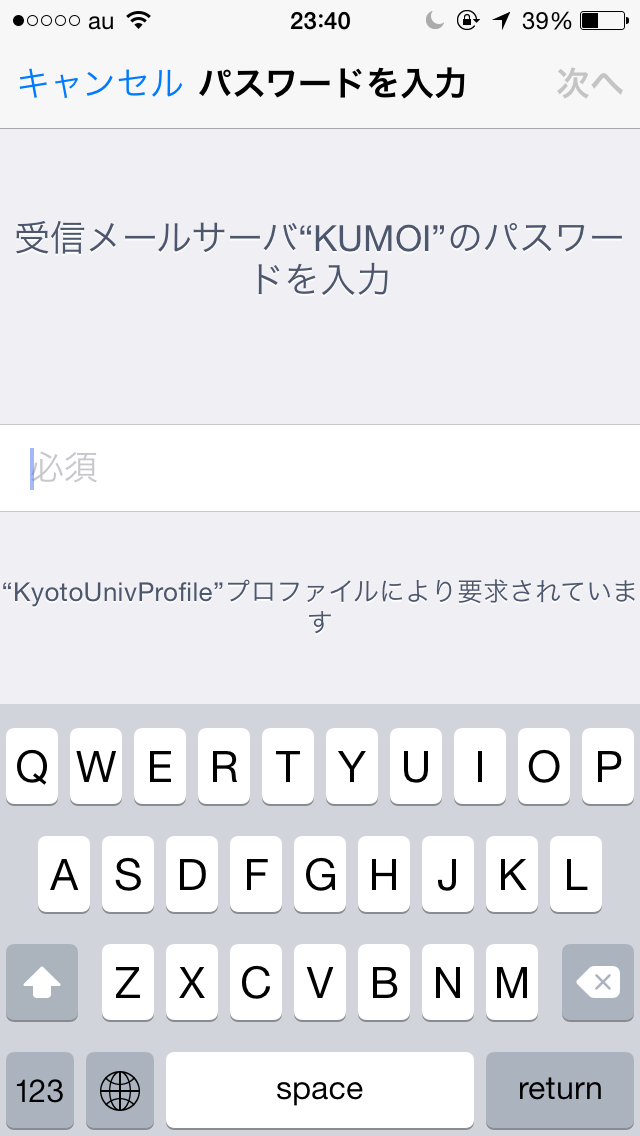 au 23:40 39%
キャンセル パスワードを入力 次へ
受信メールサーバ“KUMOI”のパスワー
ドを入力
必須
“KyotoUnivProfile”プロファイルにより要求されていま
す
Q W E R T Y U I O P
A S D F G H J K L
Z X C V B N M
123 space return